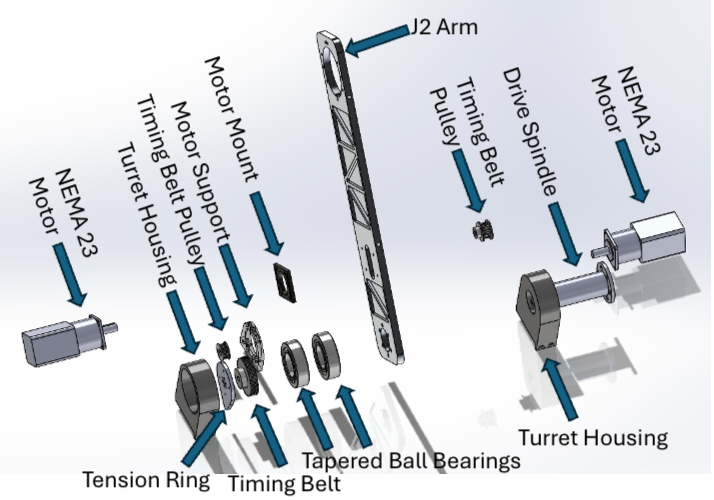 J2 Arm
Motor Mount
Motor Support
Timing Belt Pulley
Turret Housing
NEMA 23
Motor
Timing Belt
Pulley
Drive Spindle
NEMA 23
Motor
Turret Housing
Tapered Ball Bearings
Tension Ring
Timing Belt